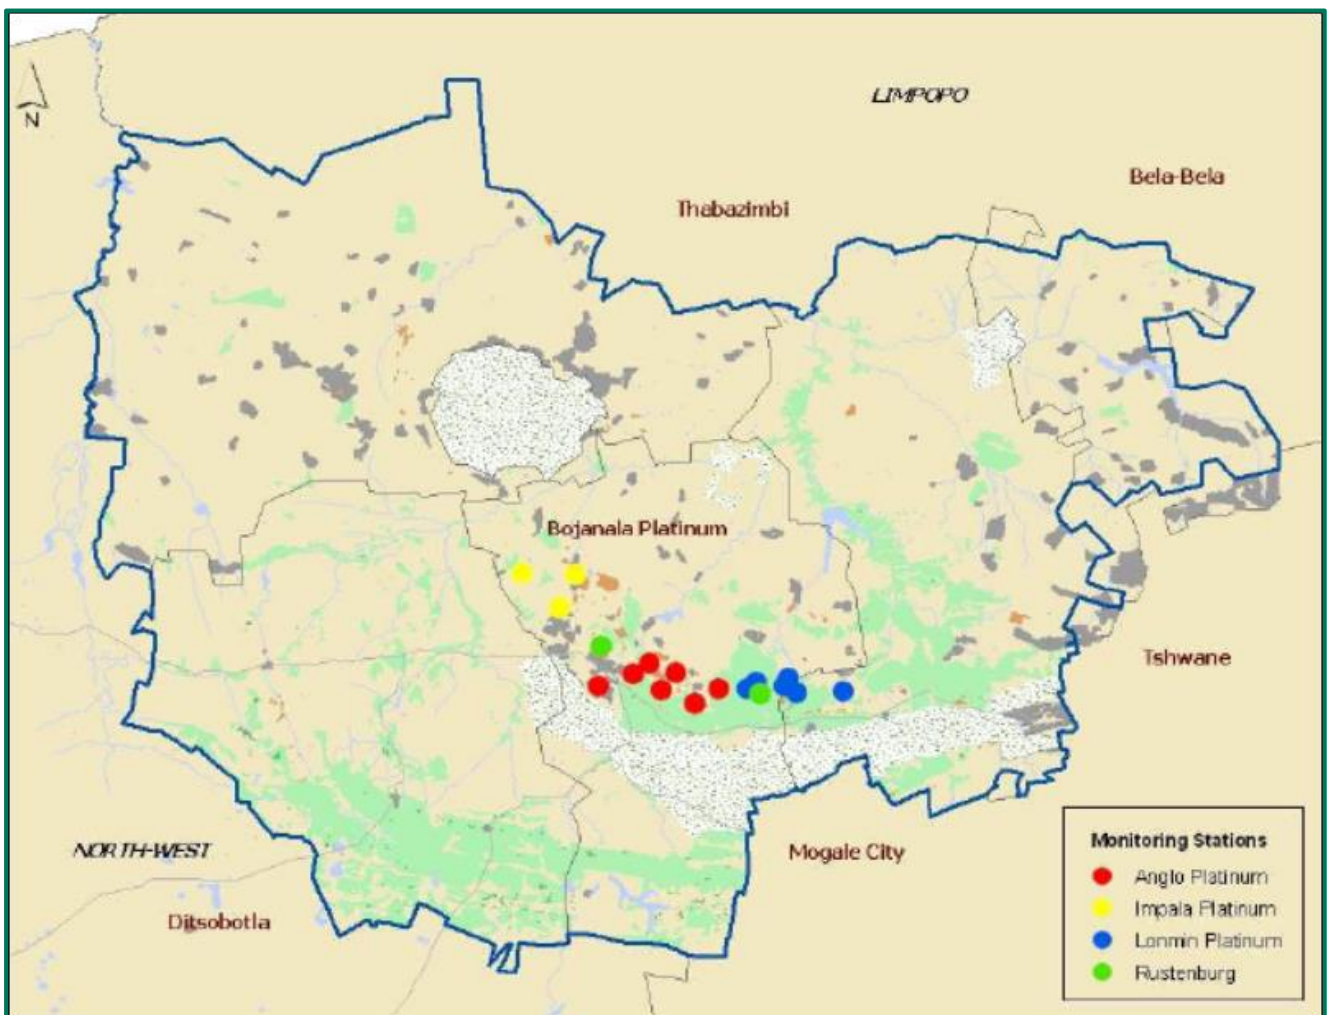 N
LIMPOPO
Bela-Bela
Thabazimbi
Bojanala Platinum
Tshwane
NORTH-WEST
Mogale City
Ditsobotla
Monitoring Stations
Anglo Platinum
Impala Platinum
Lonmin Platinum
Rustenburg